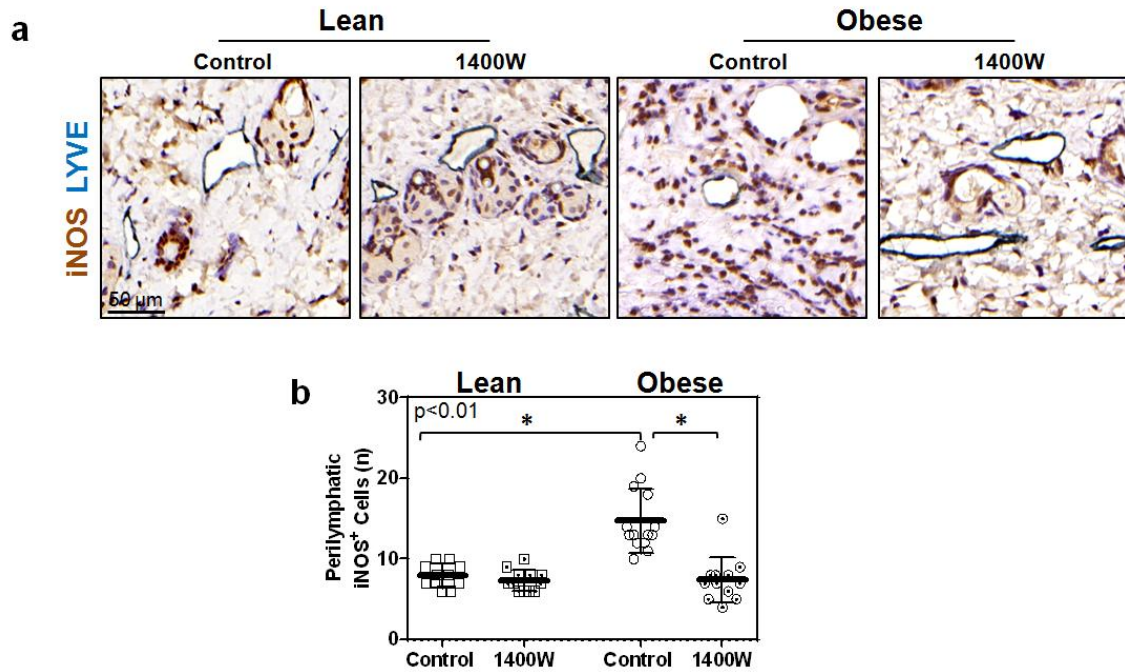 a
Lean Obese
Control 1400W Control 1400W
iNOS LYVE
50 µm
b
Lean Obese
p<0.01
* *
Perilymphatic
iNOS⁺ Cells (n)
30
20
10
0
Control 1400W Control 1400W